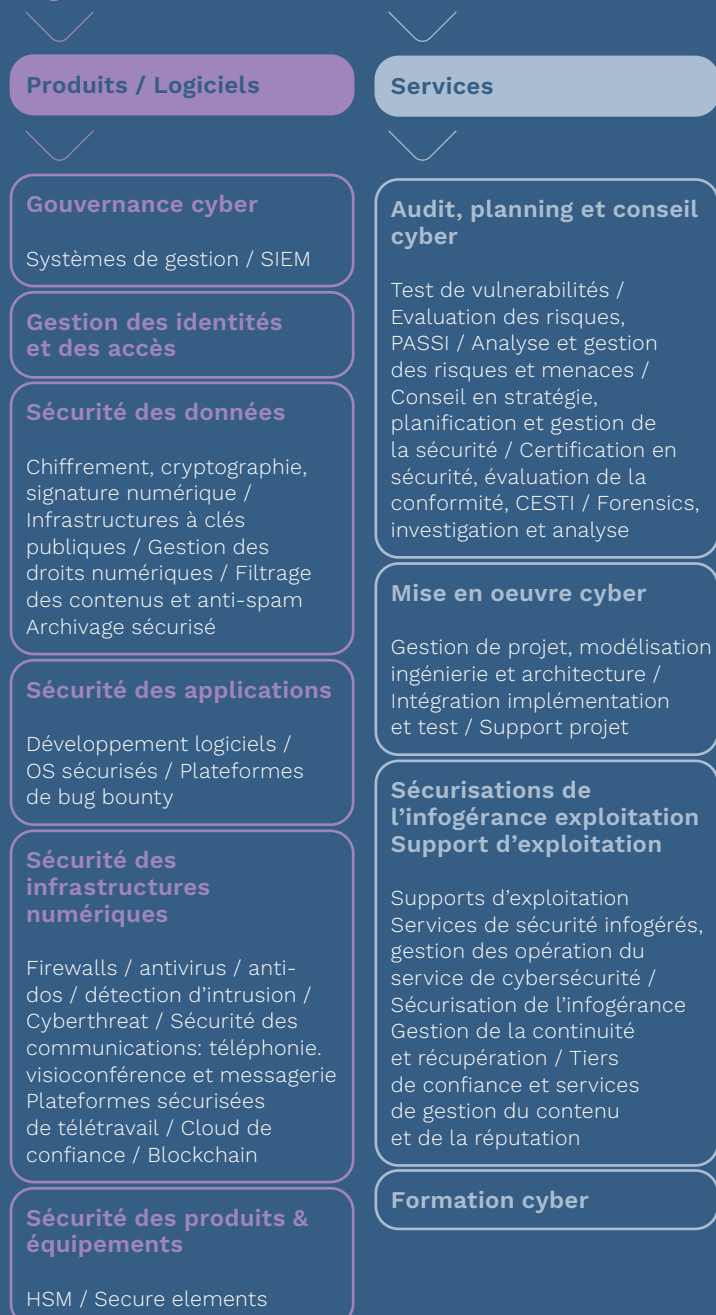 Produits / Logiciels
Gouvernance cyber
Systèmes de gestion / SIEM
Gestion des identités
et des accès
Sécurité des données
Chiffrement, cryptographie,
signature numérique /
Infrastructures à clés
publiques / Gestion des
droits numériques / Filtrage
des contenus et anti-spam
Archivage sécurisé
Sécurité des applications
Développement logiciels /
OS sécurisés / Plateformes
de bug bounty
Sécurité des
infrastructures
numériques
Firewalls / antivirus / anti-
dos / détection d’intrusion /
Cyberthreat / Sécurité des
communications: téléphonie.
visioconférence et messagerie
Plateformes sécurisées
de télétravail / Cloud de
confiance / Blockchain
Sécurité des produits &
équipements
HSM / Secure elements
Services
Audit, planning et conseil
cyber
Test de vulnerabilités /
Evaluation des risques,
PASSI / Analyse et gestion
des risques et menaces /
Conseil en stratégie,
planification et gestion de
la sécurité / Certification en
sécurité, évaluation de la
conformité, CESTI / Forensics,
investigation et analyse
Mise en oeuvre cyber
Gestion de projet, modélisation
ingénierie et architecture /
Intégration implémentation
et test / Support projet
Sécurisations de
l’infogérance exploitation
Support d’exploitation
Supports d’exploitation
Services de sécurité infogérés,
gestion des opération du
service de cybersécurité /
Sécurisation de l’infogérance
Gestion de la continuité
et récupération / Tiers
de confiance et services
de gestion du contenu
et de la réputation
Formation cyber